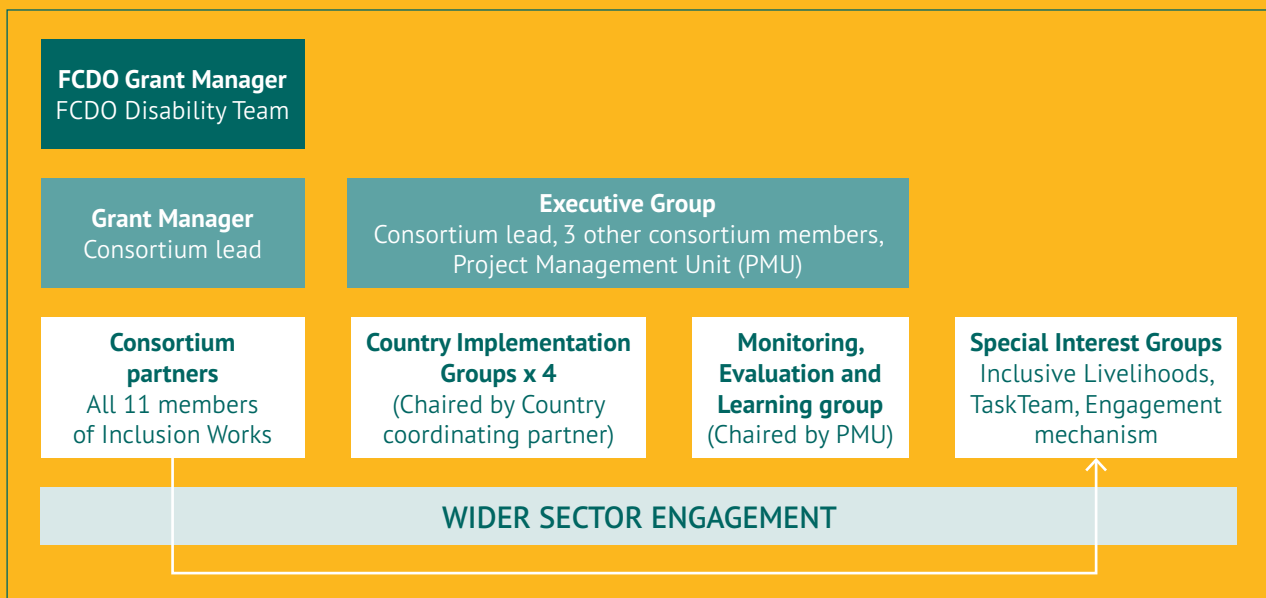 FCDO Grant Manager
FCDO Disability Team
Grant Manager
Consortium lead
Executive Group
Consortium lead, 3 other consortium members,
Project Management Unit (PMU)
Consortium
partners
All 11 members
of Inclusion Works
Country Implementation
Groups x 4
(Chaired by Country
coordinating partner)
Monitoring,
Evaluation and
Learning group
(Chaired by PMU)
Special Interest Groups
Inclusive Livelihoods,
TaskTeam, Engagement
mechanism
WIDER SECTOR ENGAGEMENT